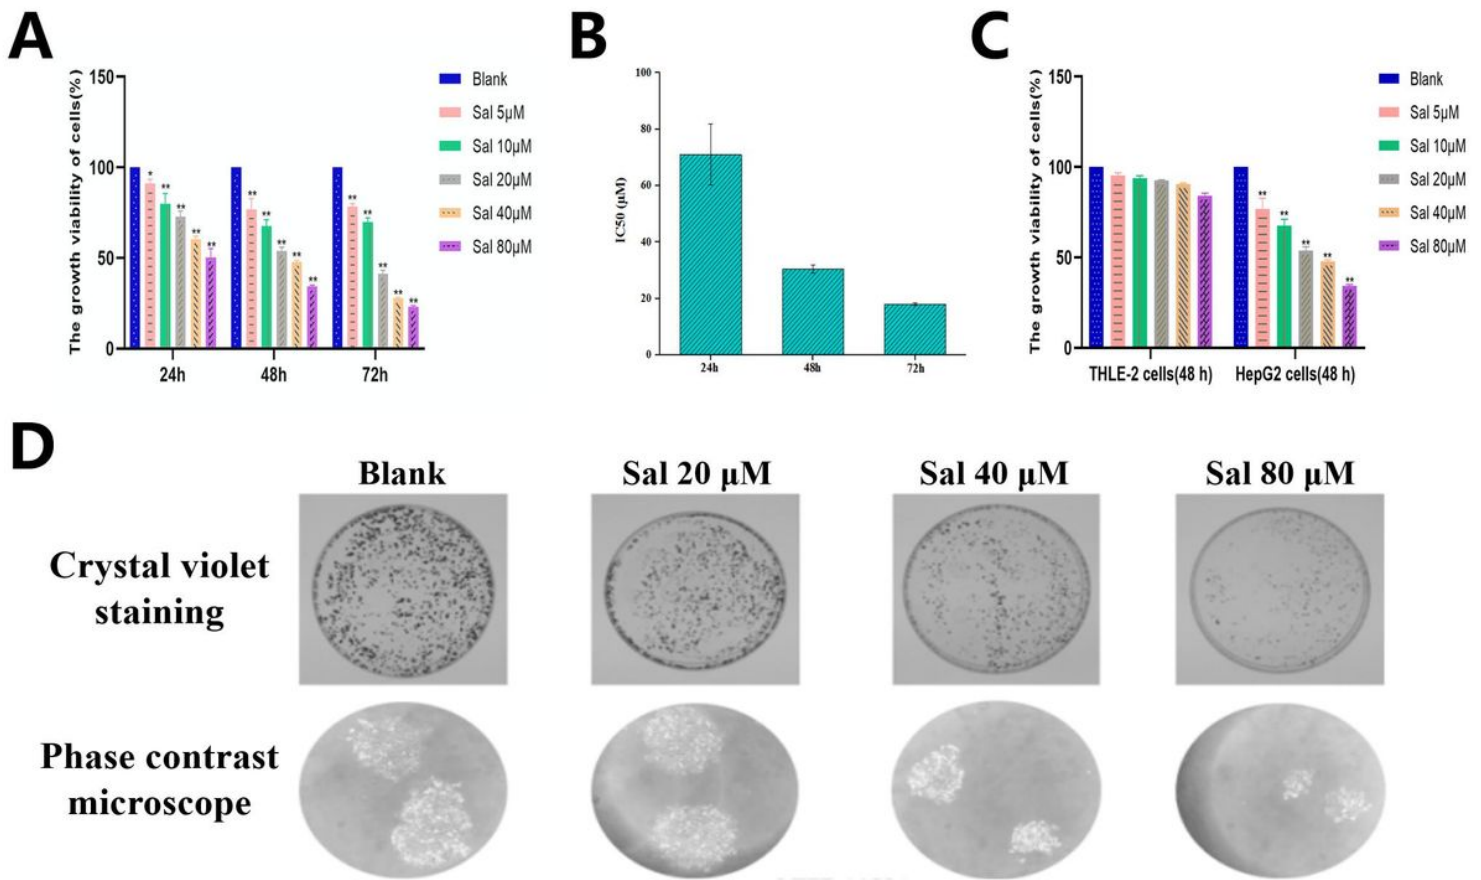 A
The growth viability of cells(%)
150
100
50
0
* ** ** ** **
** ** ** ** **
** ** ** ** **
24h
48h
72h
Blank
Sal 5μM
Sal 10μM
Sal 20μM
Sal 40μM
Sal 80μM
B
IC50 (μM)
100
80
60
40
20
0
24h
48h
72h
C
The growth viability of cells(%)
150
100
50
0
** ** ** ** **
THLE-2 cells(48 h)
HepG2 cells(48 h)
Blank
Sal 5μM
Sal 10μM
Sal 20μM
Sal 40μM
Sal 80μM
D
Blank
Sal 20 μM
Sal 40 μM
Sal 80 μM
Crystal violet
staining
Phase contrast
microscope